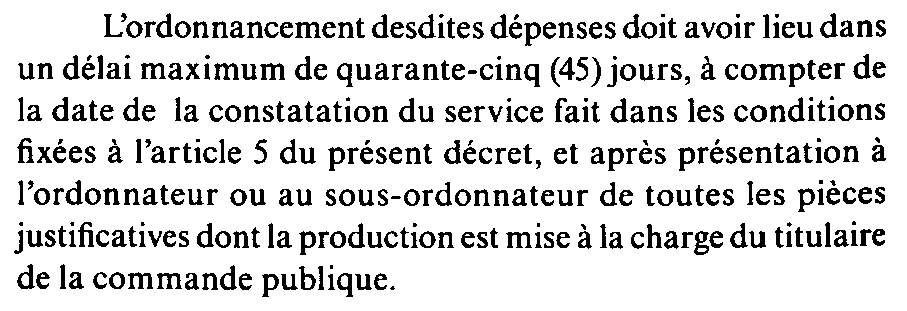 L'ordonnancement desdites dépenses doit avoir lieu dans
un délai maximum de quarante-cinq (45) jours, à compter de
la date de la constatation du service fait dans les conditions
fixées à l'article 5 du présent décret, et après présentation à
l'ordonnateur ou au sous-ordonnateur de toutes les pièces
justificatives dont la production est mise à la charge du titulaire
de la commande publique.